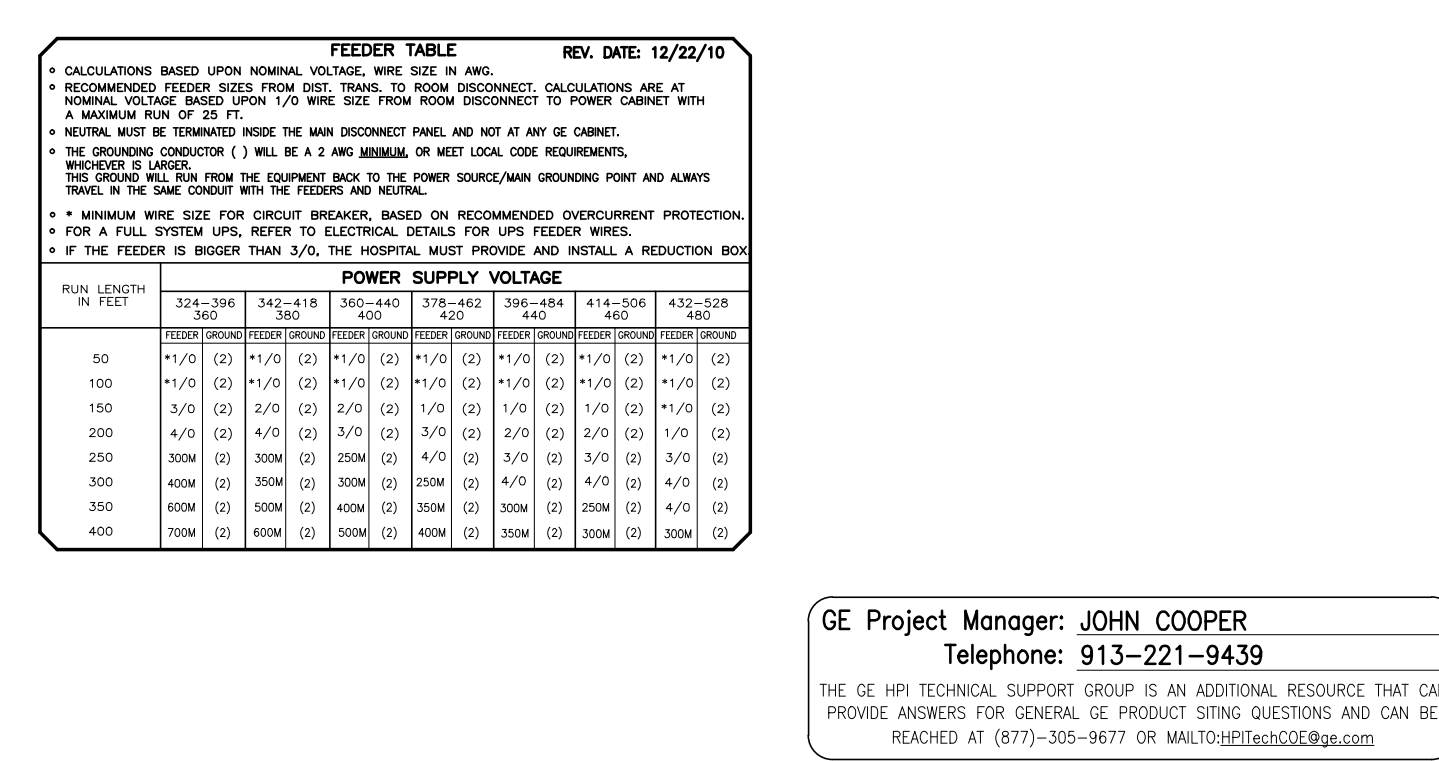 FEEDER TABLE REV. DATE: 12/22/10
° CALCULATIONS BASED UPON NOMINAL VOLTAGE, WIRE SIZE IN AWG.
° RECOMMENDED FEEDER SIZES FROM DIST. TRANS. TO ROOM DISCONNECT. CALCULATIONS ARE AT
NOMINAL VOLTAGE BASED UPON 1/0 WIRE SIZE FROM ROOM DISCONNECT TO POWER CABINET WITH
A MAXIMUM RUN OF 25 FT.
° NEUTRAL MUST BE TERMINATED INSIDE THE MAIN DISCONNECT PANEL AND NOT AT ANY GE CABINET.
° THE GROUNDING CONDUCTOR ( ) WILL BE A 2 AWG MINIMUM, OR MEET LOCAL CODE REQUIREMENTS,
WHICHEVER IS LARGER.
THIS GROUND WILL RUN FROM THE EQUIPMENT BACK TO THE POWER SOURCE/MAIN GROUNDING POINT AND ALWAYS
TRAVEL IN THE SAME CONDUIT WITH THE FEEDERS AND NEUTRAL.
° * MINIMUM WIRE SIZE FOR CIRCUIT BREAKER, BASED ON RECOMMENDED OVERCURRENT PROTECTION.
° FOR A FULL SYSTEM UPS, REFER TO ELECTRICAL DETAILS FOR UPS FEEDER WIRES.
° IF THE FEEDER IS BIGGER THAN 3/0, THE HOSPITAL MUST PROVIDE AND INSTALL A REDUCTION BOX.
RUN LENGTH
IN FEET
POWER SUPPLY VOLTAGE
324-396 342-418 360-440 378-462 396-484 414-506 432-528
360 380 400 420 440 460 480
FEEDER GROUND FEEDER GROUND FEEDER GROUND FEEDER GROUND FEEDER GROUND FEEDER GROUND FEEDER GROUND
50 *1/0 (2) *1/0 (2) *1/0 (2) *1/0 (2) *1/0 (2) *1/0 (2) *1/0 (2)
100 *1/0 (2) *1/0 (2) *1/0 (2) *1/0 (2) *1/0 (2) *1/0 (2) *1/0 (2)
150 3/0 (2) 2/0 (2) 2/0 (2) 1/0 (2) 1/0 (2) 1/0 (2) *1/0 (2)
200 4/0 (2) 4/0 (2) 3/0 (2) 3/0 (2) 2/0 (2) 2/0 (2) 1/0 (2)
250 300M (2) 300M (2) 250M (2) 4/0 (2) 3/0 (2) 3/0 (2) 3/0 (2)
300 400M (2) 350M (2) 300M (2) 250M (2) 4/0 (2) 4/0 (2) 4/0 (2)
350 600M (2) 500M (2) 400M (2) 350M (2) 300M (2) 250M (2) 4/0 (2)
400 700M (2) 600M (2) 500M (2) 400M (2) 350M (2) 300M (2) 300M (2)
GE Project Manager: JOHN COOPER
Telephone: 913-221-9439
THE GE HPI TECHNICAL SUPPORT GROUP IS AN ADDITIONAL RESOURCE THAT
PROVIDE ANSWERS FOR GENERAL GE PRODUCT SITING QUESTIONS AND CAN BE
REACHED AT (877)-305-9677 OR MAILTO:HPITechCOE@ge.com